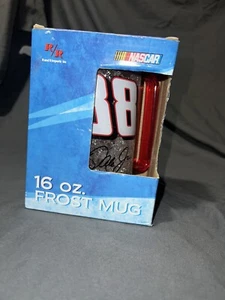 R/R
NASCAR
88
16 oz.
FROST MUG